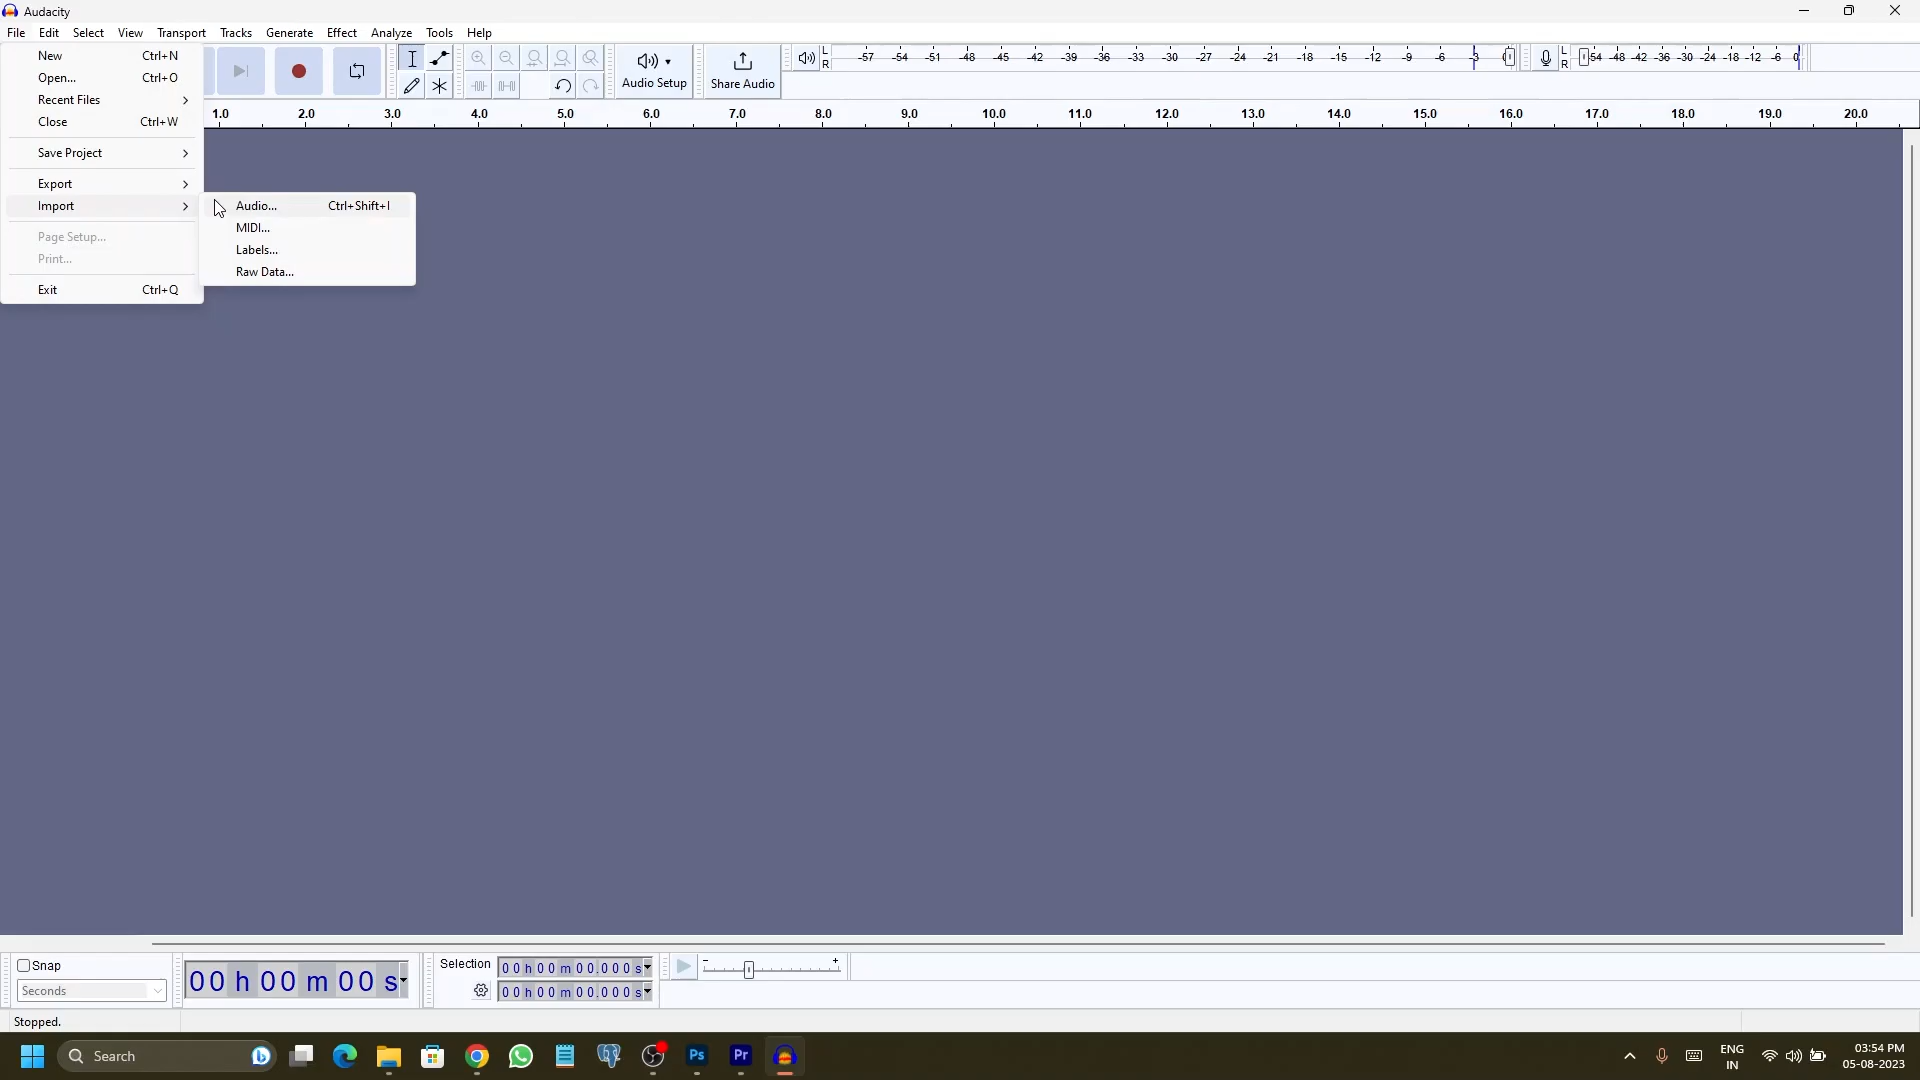 Audacity
File Edit Select View Transport Tracks Generate Effect Analyze Tools Help
New Ctrl+N
Open... Ctrl+O
Recent Files
Close Ctrl+W
Save Project
Export
Import
Page Setup...
Print...
Exit Ctrl+Q
Audio... Ctrl+Shift+I
MIDI...
Labels...
Raw Data...
Audio Setup
Share Audio
L
R
-57 -54 -51 -48 -45 -42 -39 -36 -33 -30 -27 -24 -21 -18 -15 -12 -9 -6 -3
L
R
54 -48 -42 -36 -30 -24 -18 -12 -6 0
1.0 2.0 3.0 4.0 5.0 6.0 7.0 8.0 9.0 10.0 11.0 12.0 13.0 14.0 15.0 16.0 17.0 18.0 19.0 20.0
Snap
Seconds
00 h 00 m 00 s
Selection
00 h 00 m 00.000 s
00 h 00 m 00.000 s
- +
Stopped.
Search
Ps
Pr
ENG
IN
03:54 PM
05-08-2023